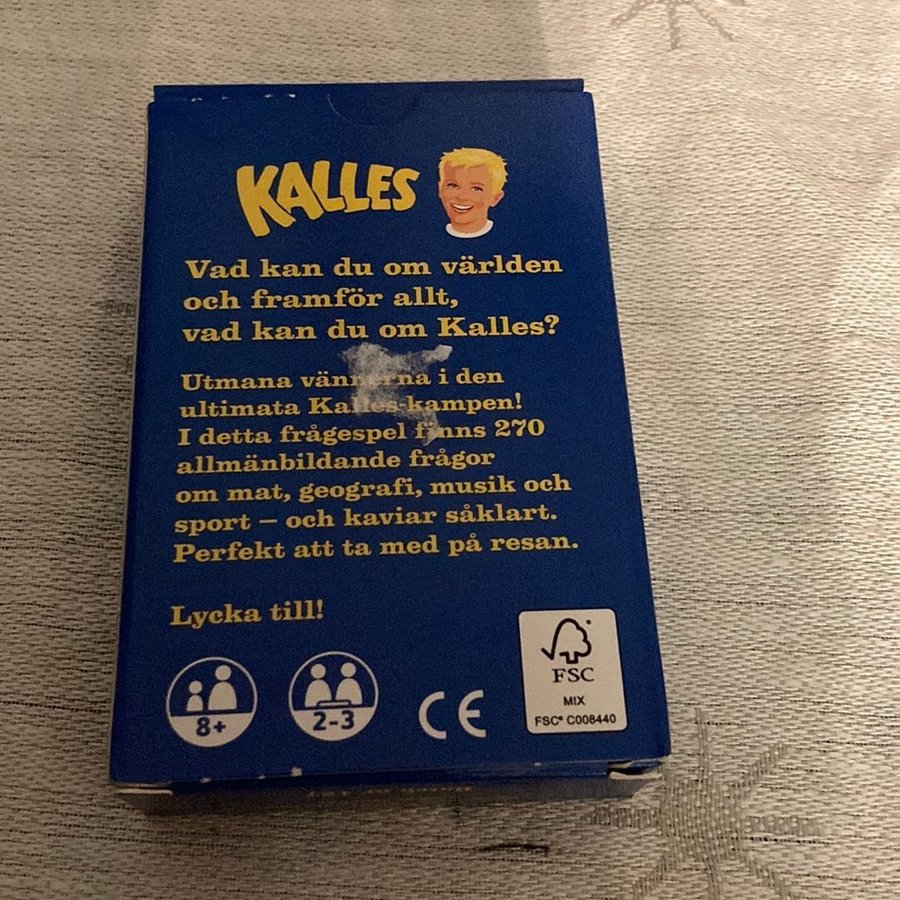 KALLES
Vad kan du om världen
och framför allt,
vad kan du om Kalles?
Utmana vännerna i den
ultimata Kalles-kampen!
I detta frågespel finns 270
allmänbildande frågor
om mat, geografi, musik och
sport – och kaviar såklart.
Perfekt att ta med på resan.
Lycka till!
8+
2-3
CE
FSC
MIX
FSC® C008440